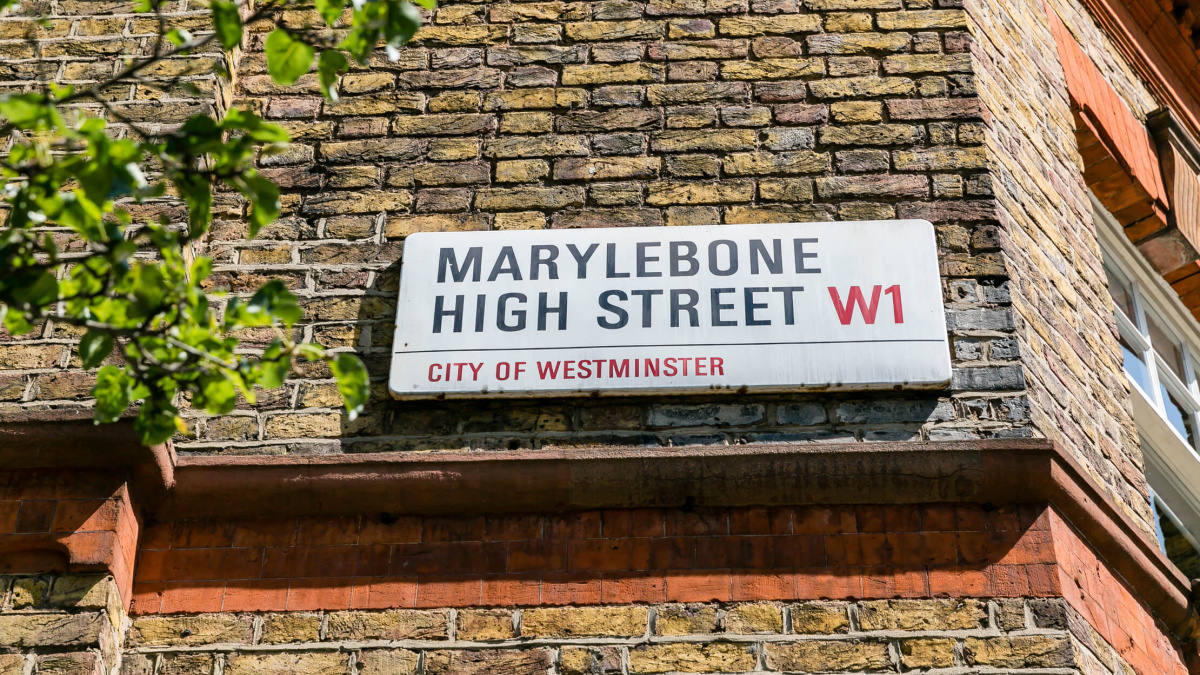 MARYLEBONE
HIGH STREET W1
CITY OF WESTMINSTER